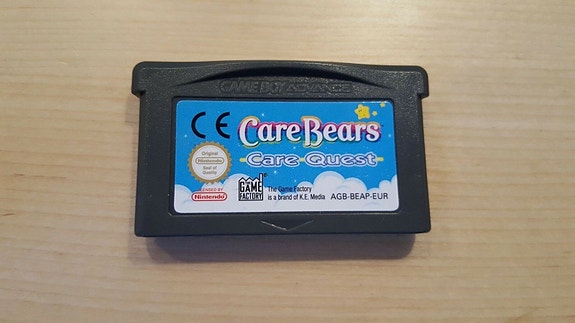 GAME BOY ADVANCE
CE
Care Bears
Care Quest
Original
Nintendo
Seal of
Quality
LICENSED BY
Nintendo
THE
GAME
FACTORY
The Game Factory
is a brand of K.E. Media
AGB-BEAP-EUR